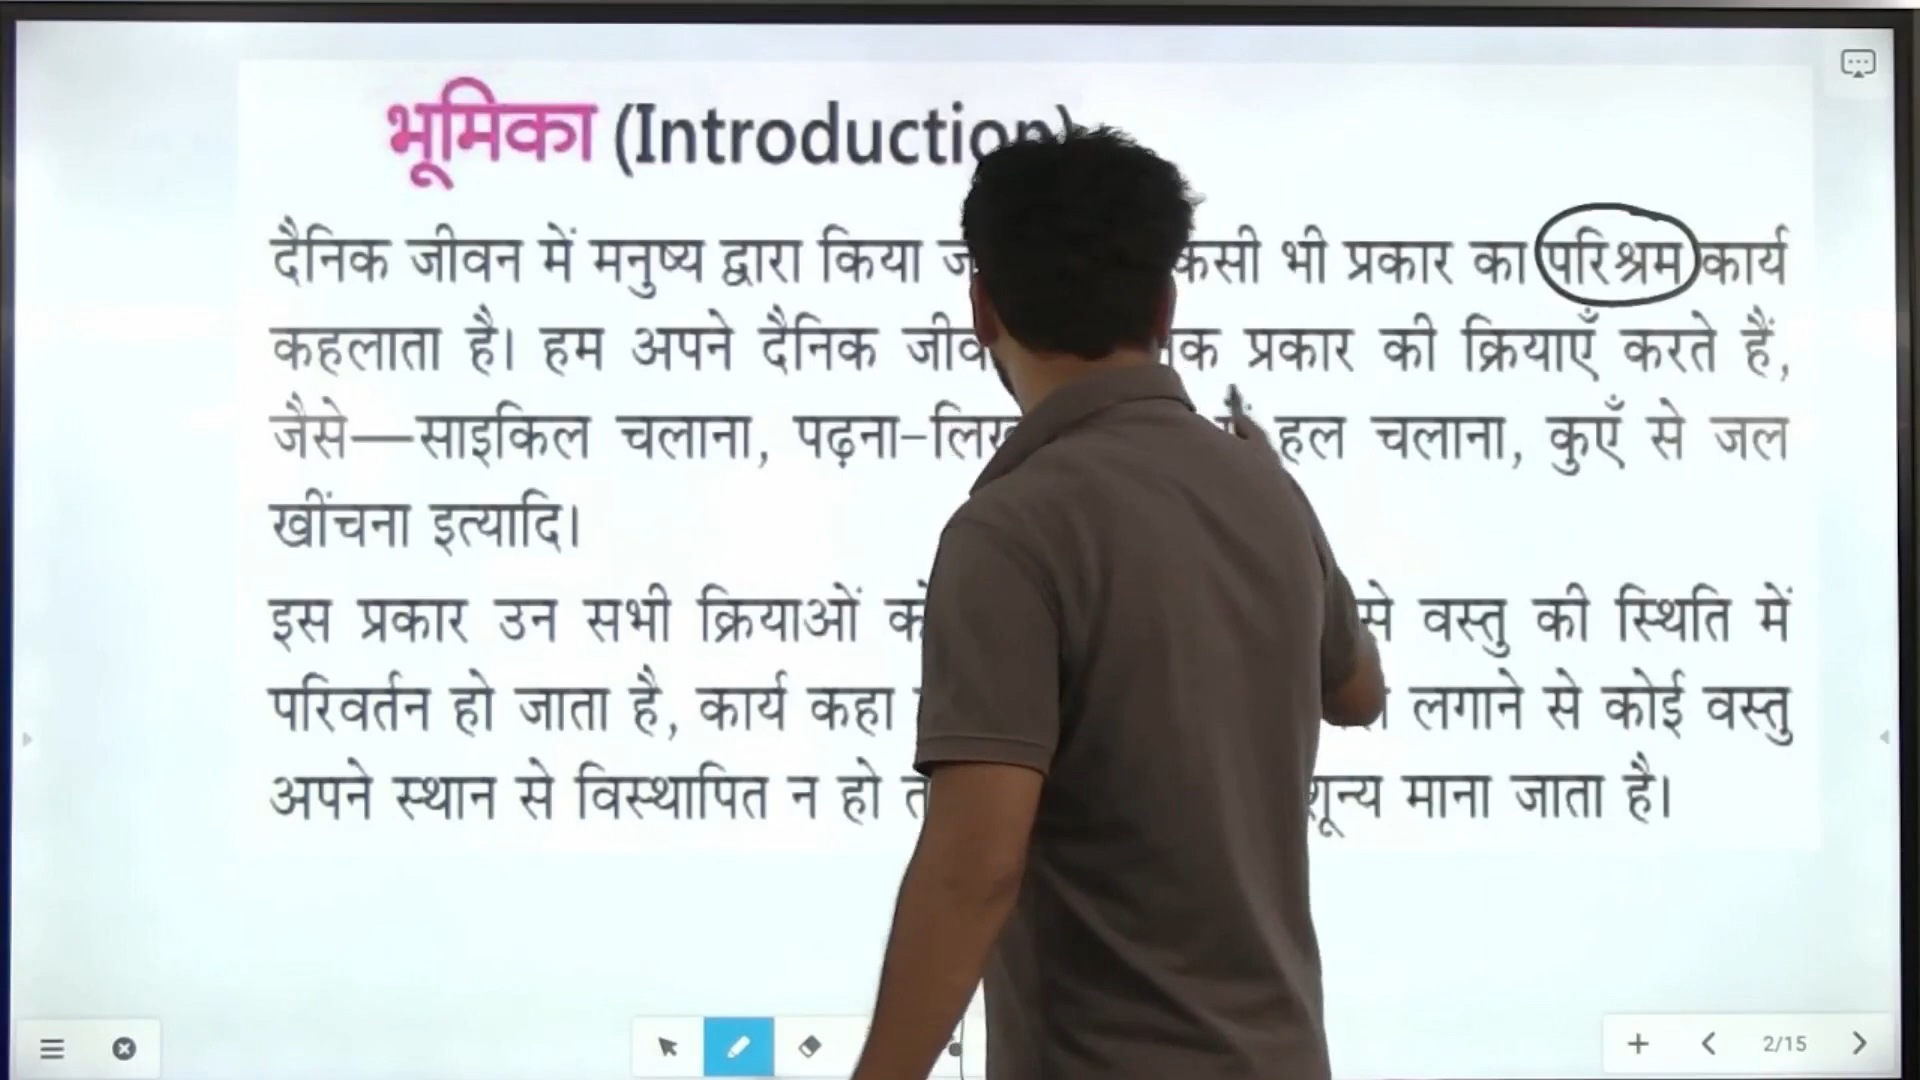 भूमिका (Introduction)
दैनिक जीवन में मनुष्य द्वारा किया भी प्रकार का परिश्रम कार्य
कहलाता है। हम अपने दैनिक प्रकार की क्रियाएँ करते हैं,
जैसे—साइकिल चलाना, पढ़ना-लिख हल चलाना, कुएँ से जल
खींचना इत्यादि।
इस प्रकार उन सभी क्रियाओं से वस्तु की स्थिति में
परिवर्तन हो जाता है, कार्य कहा लगाने से कोई वस्तु
अपने स्थान से विस्थापित न हो शून्य माना जाता है।
2/15